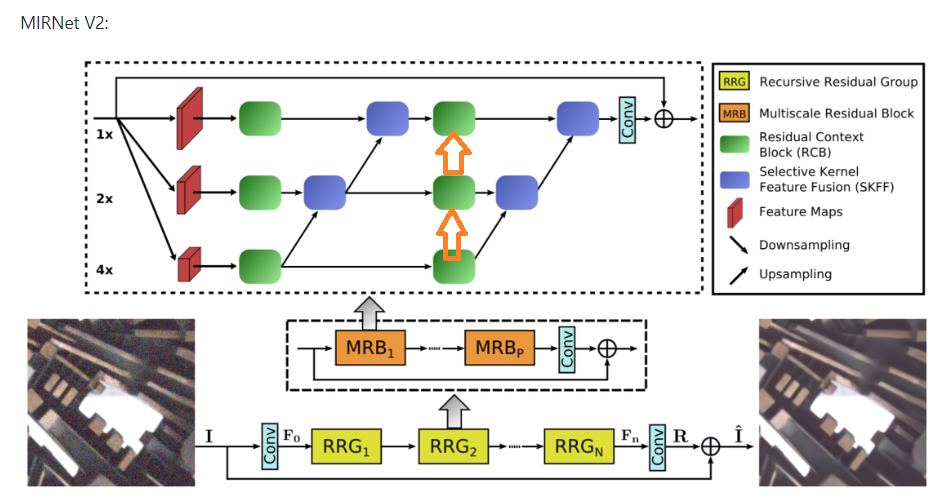 MIRNet V2:
1x
2x
4x
Conv
RRG Recursive Residual Group
MRB Multiscale Residual Block
Residual Context
Block (RCB)
Selective Kernel
Feature Fusion (SKFF)
Feature Maps
Downsampling
Upsampling
MRB₁ MRBₚ Conv
I Conv F₀ RRG₁ RRG₂ RRG_N Fₙ Conv R Î